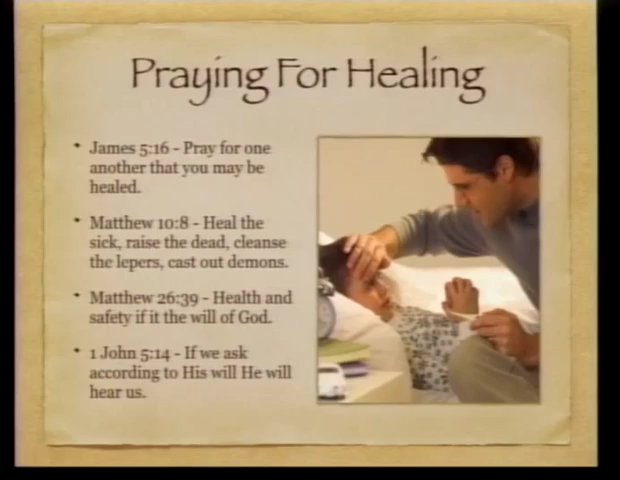 Praying For Healing
• James 5:16 - Pray for one
another that you may be
healed.
• Matthew 10:8 - Heal the
sick, raise the dead, cleanse
the lepers, cast out demons.
• Matthew 26:39 - Health and
safety if it the will of God.
• 1 John 5:14 - If we ask
according to His will He will
hear us.